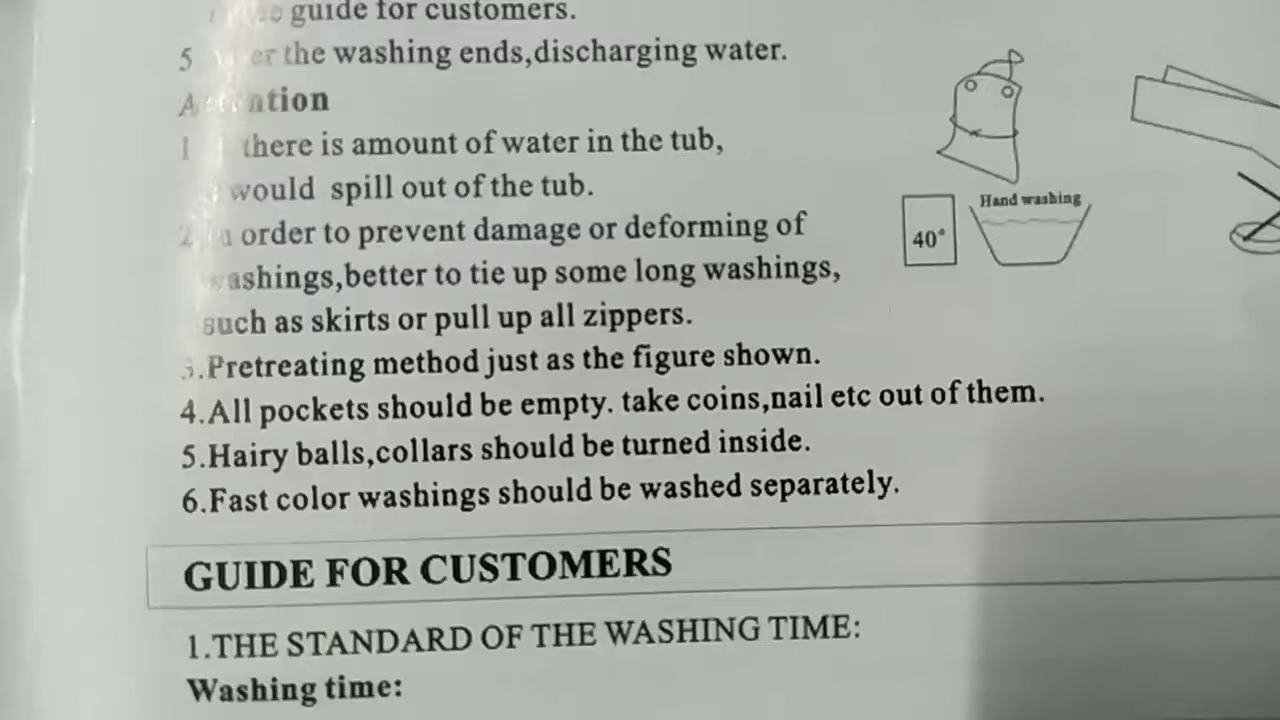 guide for customers.
5 the washing ends,discharging water.
Attention
1 there is amount of water in the tub,
would spill out of the tub.
2 order to prevent damage or deforming of
washings,better to tie up some long washings,
such as skirts or pull up all zippers.
3.Pretreating method just as the figure shown.
4.All pockets should be empty. take coins,nail etc out of them.
5.Hairy balls,collars should be turned inside.
6.Fast color washings should be washed separately.
Hand washing
40°
GUIDE FOR CUSTOMERS
1.THE STANDARD OF THE WASHING TIME:
Washing time: